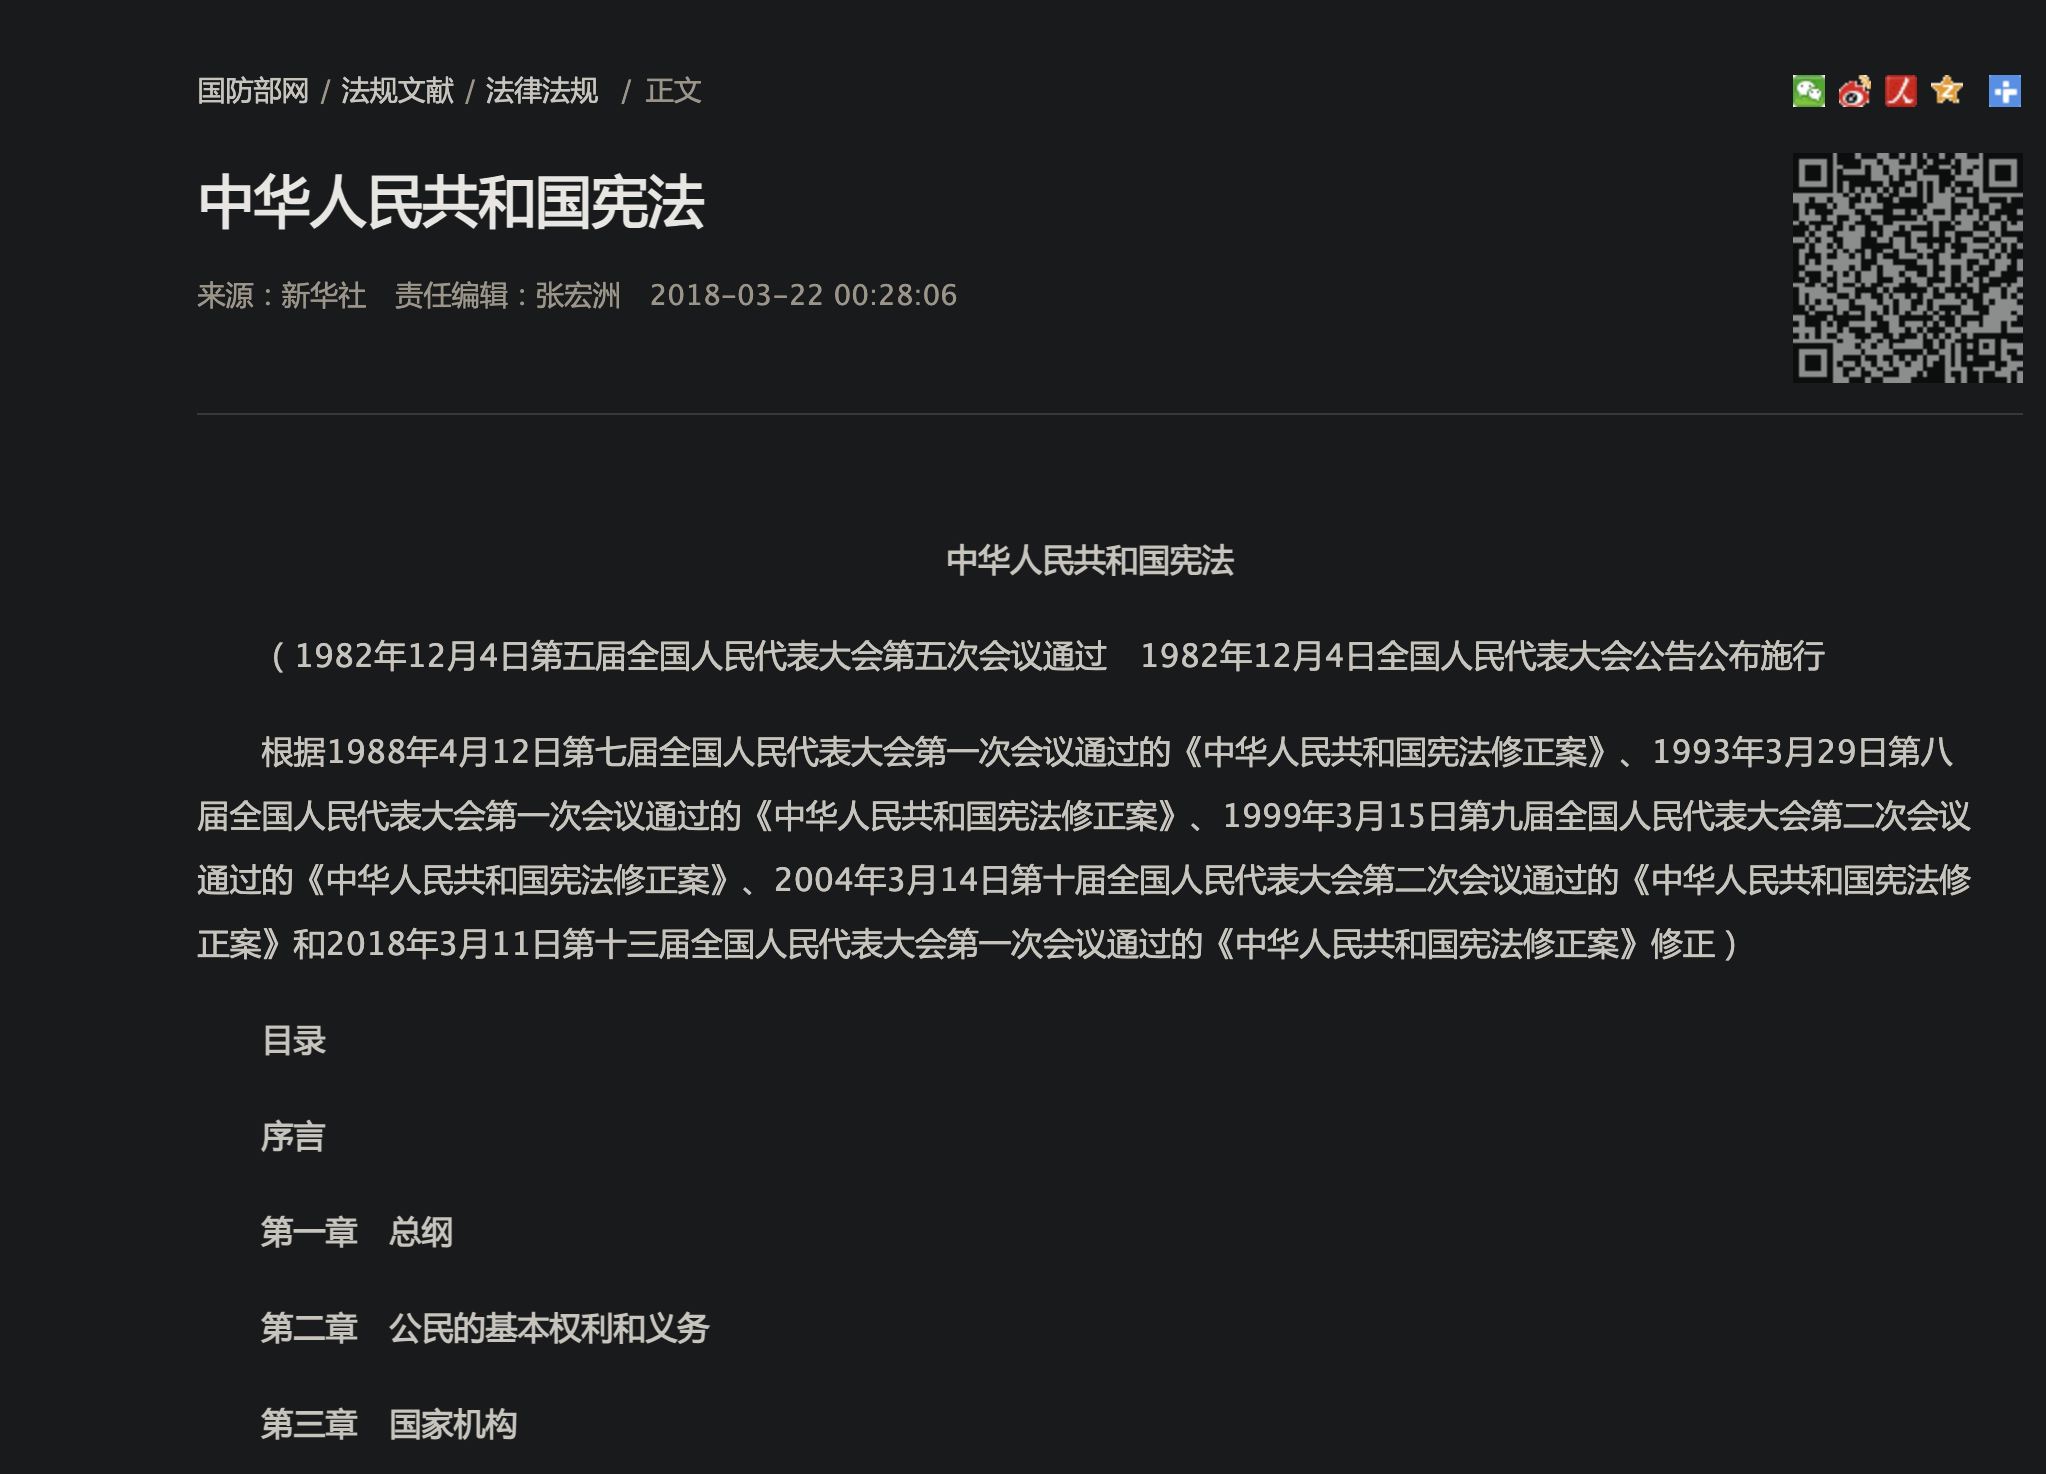 国防部网 / 法规文献 / 法律法规 / 正文
中华人民共和国宪法
来源：新华社　责任编辑：张宏洲　2018-03-22 00:28:06
中华人民共和国宪法
（1982年12月4日第五届全国人民代表大会第五次会议通过　1982年12月4日全国人民代表大会公告公布施行
根据1988年4月12日第七届全国人民代表大会第一次会议通过的《中华人民共和国宪法修正案》、1993年3月29日第八
届全国人民代表大会第一次会议通过的《中华人民共和国宪法修正案》、1999年3月15日第九届全国人民代表大会第二次会议
通过的《中华人民共和国宪法修正案》、2004年3月14日第十届全国人民代表大会第二次会议通过的《中华人民共和国宪法修
正案》和2018年3月11日第十三届全国人民代表大会第一次会议通过的《中华人民共和国宪法修正案》修正）
目录
序言
第一章　总纲
第二章　公民的基本权利和义务
第三章　国家机构